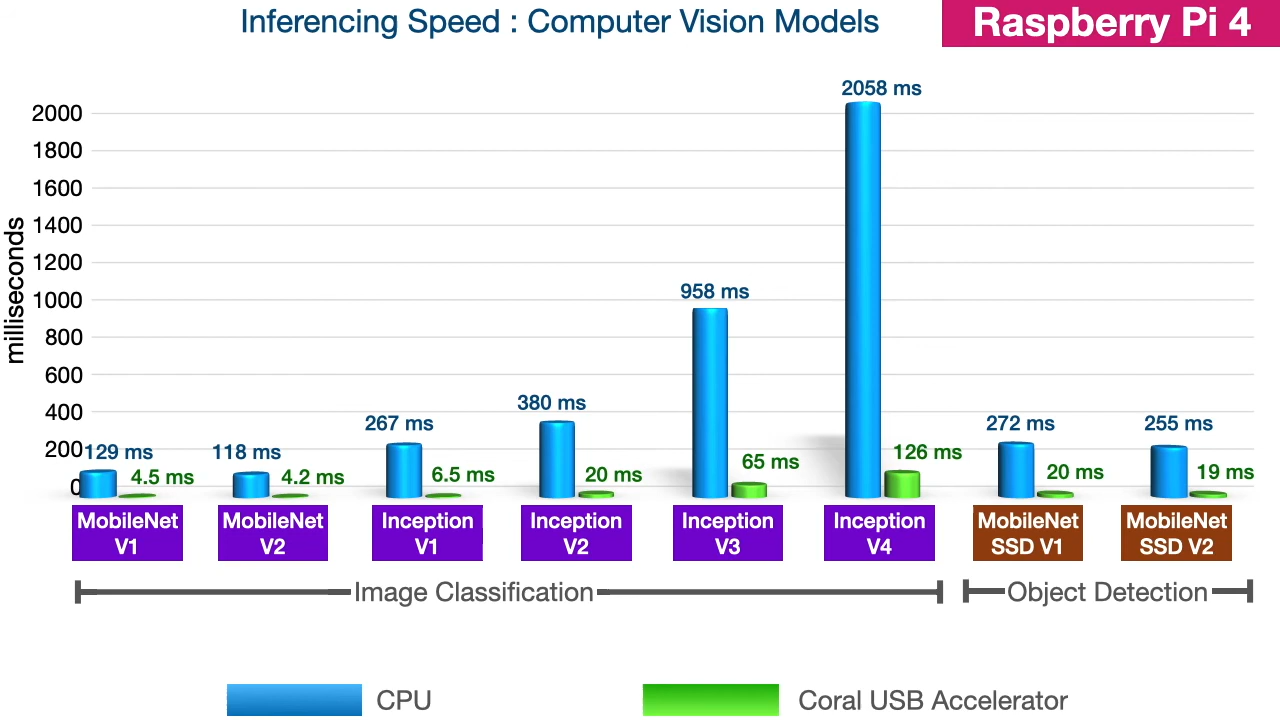 Inferencing Speed : Computer Vision Models
Raspberry Pi 4
milliseconds
2000
1800
1600
1400
1200
1000
800
600
400
200
0
129 ms
4.5 ms
118 ms
4.2 ms
267 ms
6.5 ms
380 ms
20 ms
958 ms
65 ms
2058 ms
126 ms
272 ms
20 ms
255 ms
19 ms
MobileNet
V1
MobileNet
V2
Inception
V1
Inception
V2
Inception
V3
Inception
V4
MobileNet
SSD V1
MobileNet
SSD V2
Image Classification
Object Detection
CPU
Coral USB Accelerator